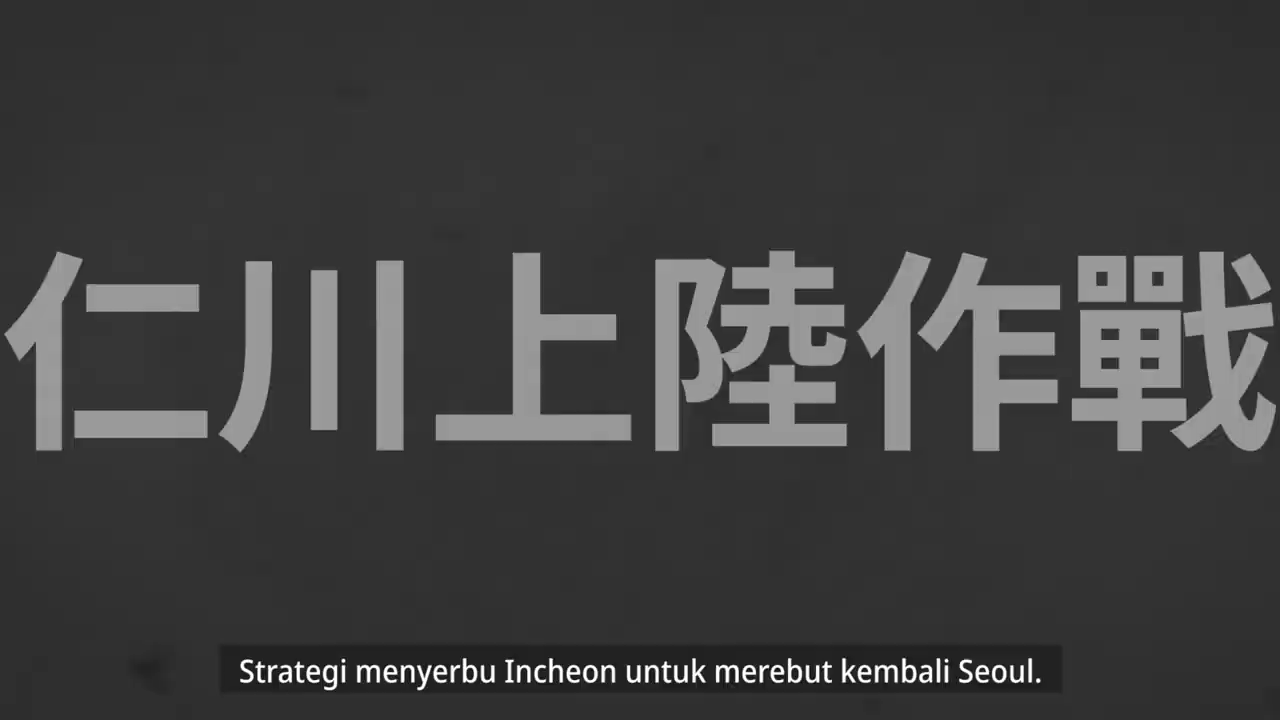 仁川上陸作戰
Strategi menyerbu Incheon untuk merebut kembali Seoul.